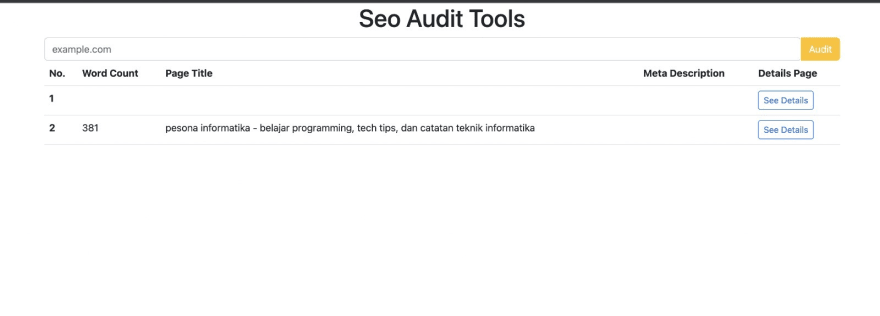 Seo Audit Tools
example.com Audit
No. Word Count Page Title Meta Description Details Page
1 See Details
2 381 pesona informatika - belajar programming, tech tips, dan catatan teknik informatika See Details